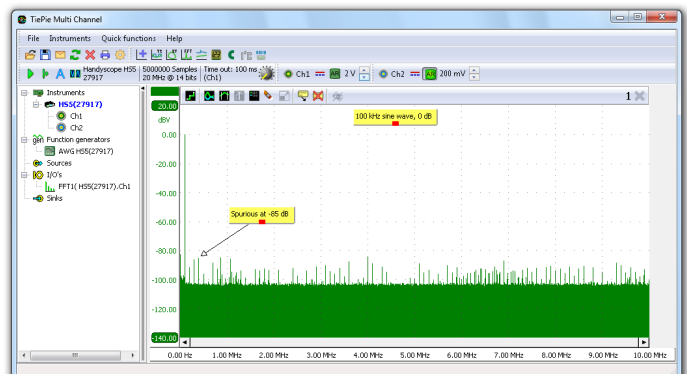 TiePie Multi Channel
File Instruments Quick functions Help
Handyscope HS5 27917
5000000 Samples 20 MHz @ 14 bits
Time out: 100 ms (Ch1)
Ch1 AR 2 V
Ch2 AR 200 mV
Instruments
HS5(27917)
Ch1
Ch2
gen Function generators
AWG HS5(27917)
Sources
I/O's
FFT1( HS5(27917).Ch1
Sinks
1
20.00
dBV
0.00
-20.00
-40.00
-60.00
-80.00
-100.00
-120.00
-140.00
100 kHz sine wave, 0 dB
Spurious at -85 dB
0.00 Hz 1.00 MHz 2.00 MHz 3.00 MHz 4.00 MHz 5.00 MHz 6.00 MHz 7.00 MHz 8.00 MHz 9.00 MHz 10.00 MHz